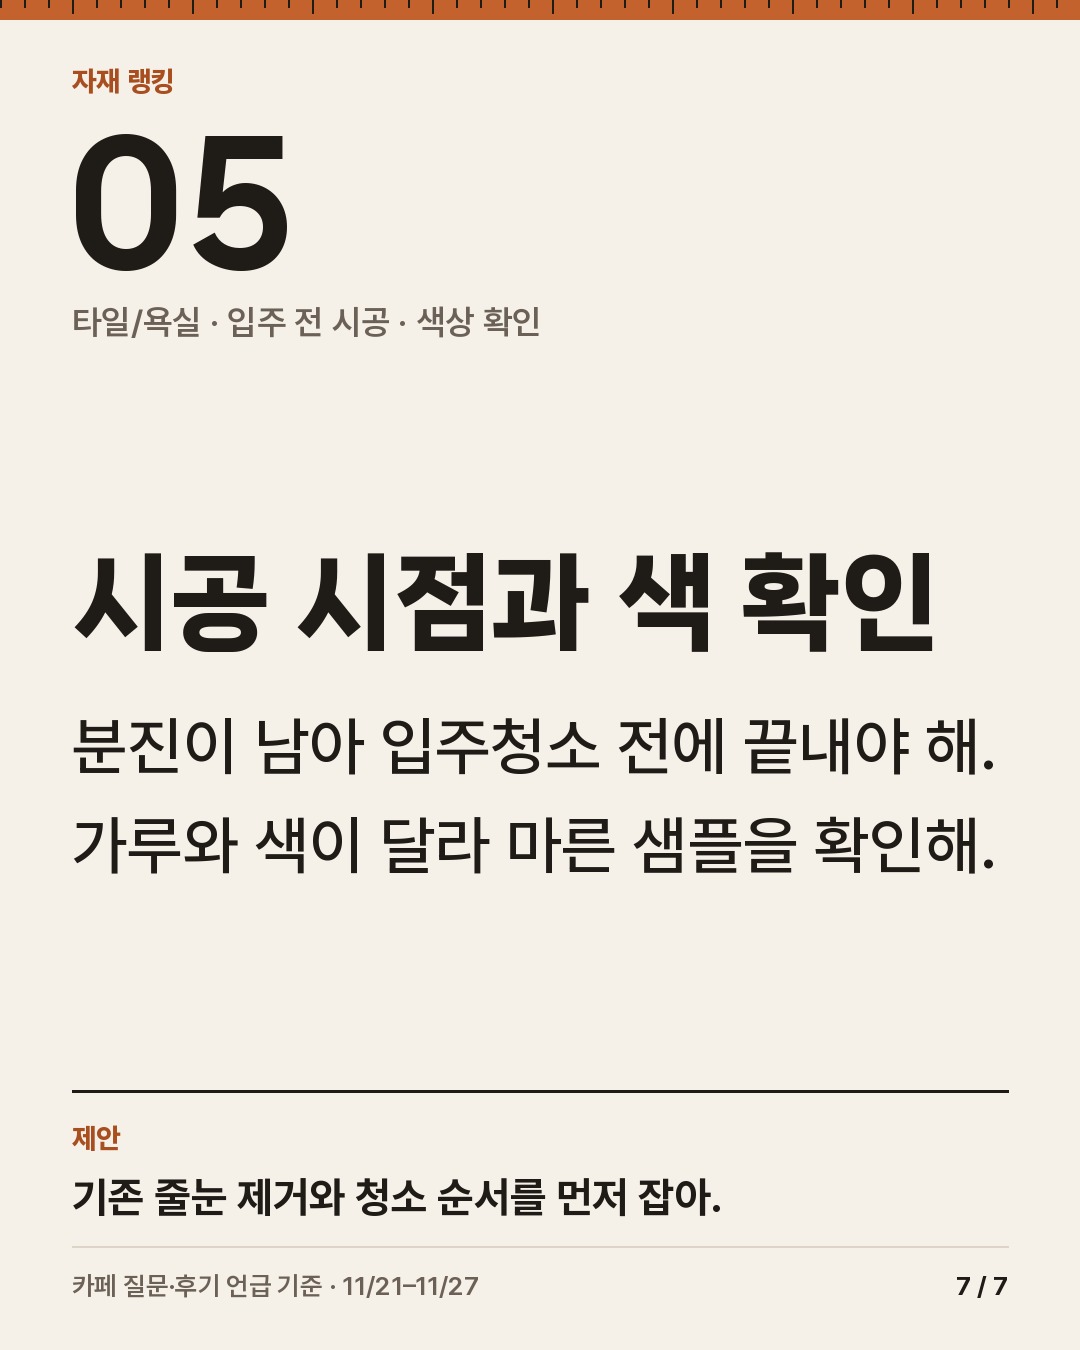 자재 랭킹
05
타일/욕실 · 입주 전 시공 · 색상 확인
시공 시점과 색 확인
분진이 남아 입주청소 전에 끝내야 해.
가루와 색이 달라 마른 샘플을 확인해.
제안
기존 줄눈 제거와 청소 순서를 먼저 잡아.
카페 질문·후기 언급 기준 · 11/21–11/27
7 / 7